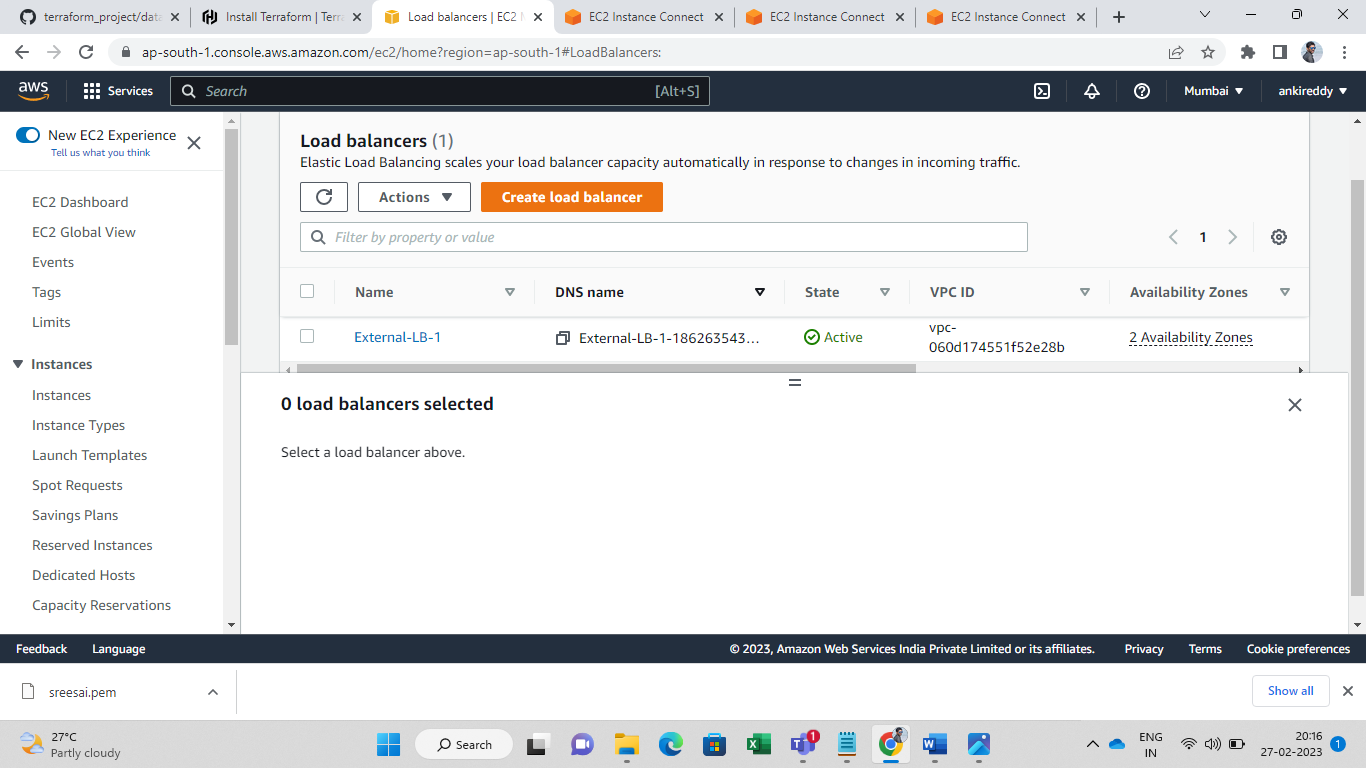 terraform_project/data
Install Terraform | Terra
Load balancers | EC2 M
EC2 Instance Connect
EC2 Instance Connect
EC2 Instance Connect
ap-south-1.console.aws.amazon.com/ec2/home?region=ap-south-1#LoadBalancers:
aws
Services
Search
[Alt+S]
Mumbai
ankireddy
New EC2 Experience
Tell us what you think
EC2 Dashboard
EC2 Global View
Events
Tags
Limits
Instances
Instances
Instance Types
Launch Templates
Spot Requests
Savings Plans
Reserved Instances
Dedicated Hosts
Capacity Reservations
Load balancers (1)
Elastic Load Balancing scales your load balancer capacity automatically in response to changes in incoming traffic.
Actions
Create load balancer
Filter by property or value
1
Name
DNS name
State
VPC ID
Availability Zones
External-LB-1
External-LB-1-186263543...
Active
vpc-
060d174551f52e28b
2 Availability Zones
0 load balancers selected
Select a load balancer above.
Feedback
Language
© 2023, Amazon Web Services India Private Limited or its affiliates.
Privacy
Terms
Cookie preferences
sreesai.pem
Show all
27°C
Partly cloudy
Search
1
ENG
IN
20:16
27-02-2023
1